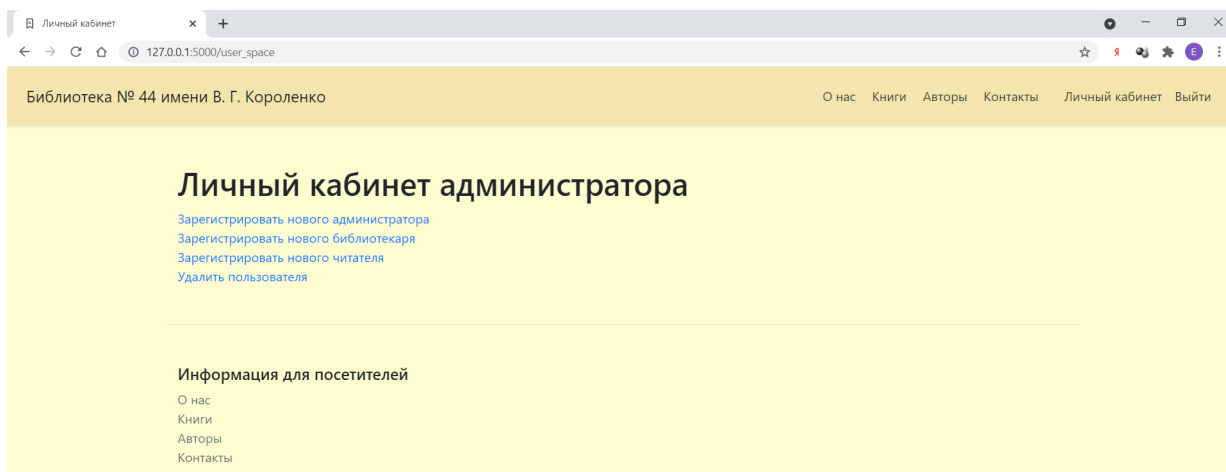 Личный кабинет
127.0.0.1:5000/user_space
Я
E
Библиотека № 44 имени В. Г. Короленко
О нас Книги Авторы Контакты Личный кабинет Выйти
Личный кабинет администратора
Зарегистрировать нового администратора
Зарегистрировать нового библиотекаря
Зарегистрировать нового читателя
Удалить пользователя
Информация для посетителей
О нас
Книги
Авторы
Контакты